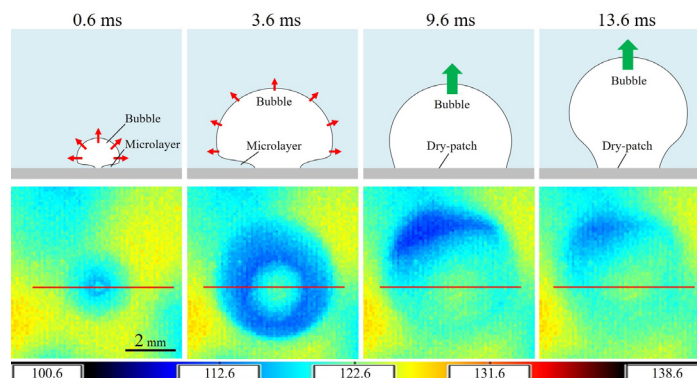 0.6 ms
3.6 ms
9.6 ms
13.6 ms
Bubble
Microlayer
Bubble
Microlayer
Bubble
Dry-patch
Bubble
Dry-patch
2 mm
100.6
112.6
122.6
131.6
138.6